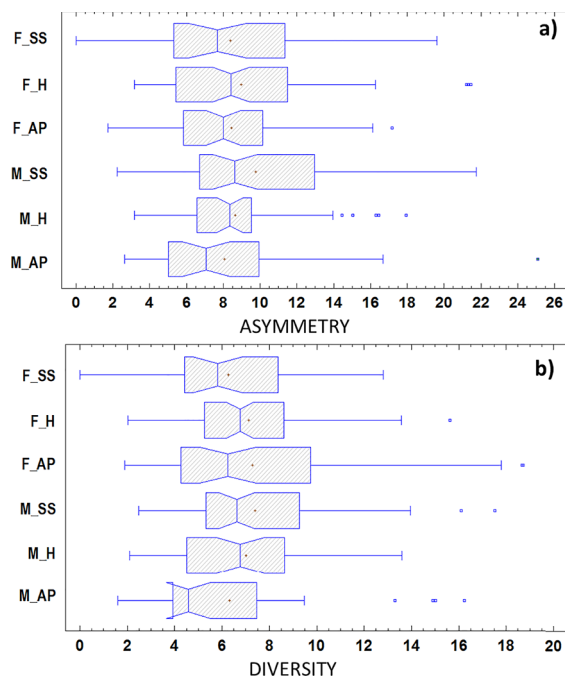 a)
F_SS
F_H
F_AP
M_SS
M_H
M_AP
0 2 4 6 8 10 12 14 16 18 20 22 24 26
ASYMMETRY
b)
F_SS
F_H
F_AP
M_SS
M_H
M_AP
0 2 4 6 8 10 12 14 16 18 20
DIVERSITY